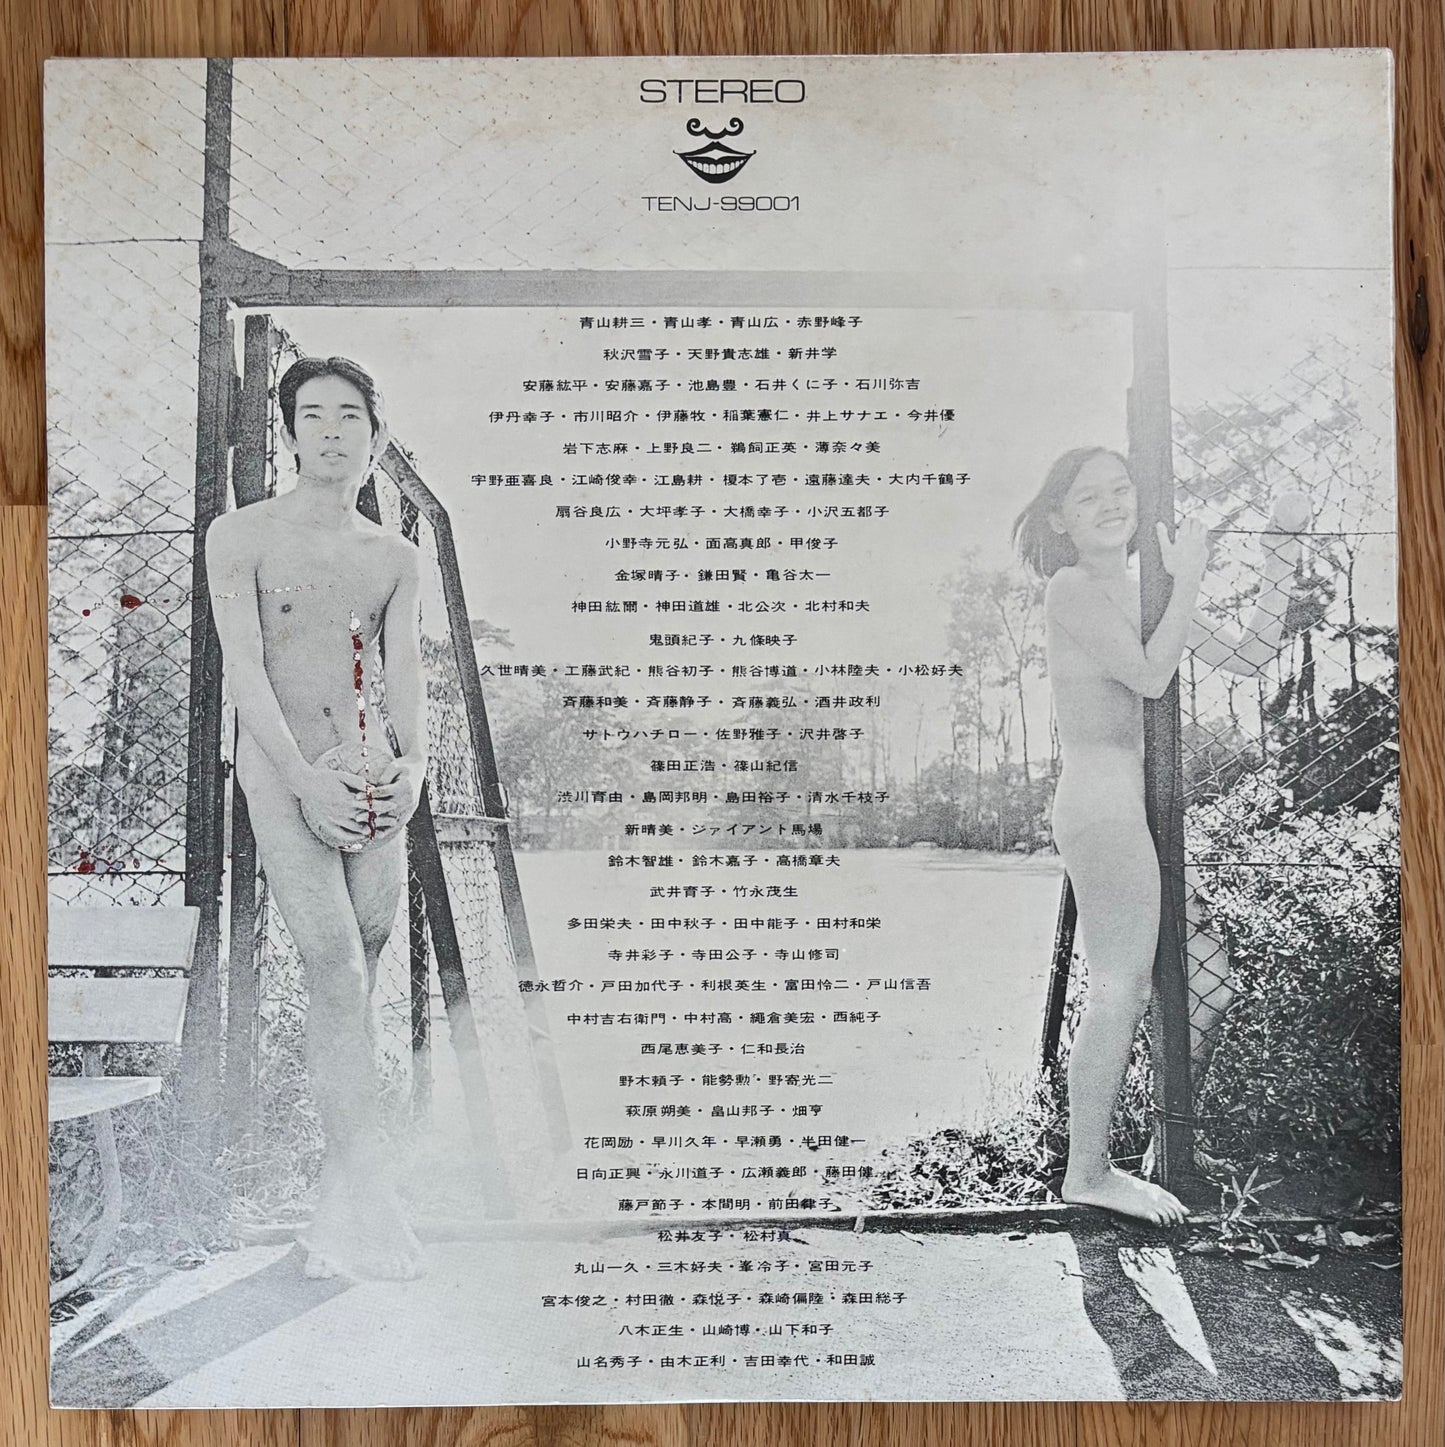 STEREO
TENJ-99001
青山耕三・青山孝・青山広・赤野峰子
秋沢雪子・天野貴志雄・新井学
安藤紘平・安藤嘉子・池島豊・石井くに子・石川弥吉
伊丹幸子・市川昭介・伊藤牧・稲葉憲仁・井上サナエ・今井優
岩下志麻・上野良二・鵜飼正英・薄奈々美
宇野亜喜良・江崎俊幸・江島耕・榎本了壱・遠藤達夫・大内千鶴子
扇谷良広・大坪孝子・大橋幸子・小沢五都子
小野寺元弘・面高真郎・甲俊子
金塚晴子・鎌田賢・亀谷太一
神田紘爾・神田道雄・北公次・北村和夫
鬼頭紀子・九條映子
久世晴美・工藤武紀・熊谷初子・熊谷博道・小林陸夫・小松好夫
斉藤和美・斉藤静子・斉藤義弘・酒井政利
サトウハチロー・佐野雅子・沢井啓子
篠田正浩・篠山紀信
渋川育由・島岡邦明・島田裕子・清水千枝子
新晴美・ジャイアント馬場
鈴木智雄・鈴木嘉子・高橋章夫
武井育子・竹永茂生
多田栄夫・田中秋子・田中能子・田村和栄
寺井彩子・寺田公子・寺山修司
徳永哲介・戸田加代子・利根英生・富田怜二・戸山信吾
中村吉右衛門・中村高・繩倉美宏・西純子
西尾恵美子・仁和長治
野木頼子・能勢勲・野寄光二
萩原朔美・畠山邦子・畑亨
花岡励・早川久年・早瀬勇・半田健一
日向正興・永川道子・広瀬義郎・藤田健
藤戸節子・本間明・前田律子
松井友子・松村真
丸山一久・三木好夫・峯冷子・宮田元子
宮本俊之・村田徹・森悦子・森崎偏陸・森田総子
八木正生・山崎博・山下和子
山名秀子・由木正利・吉田幸代・和田誠